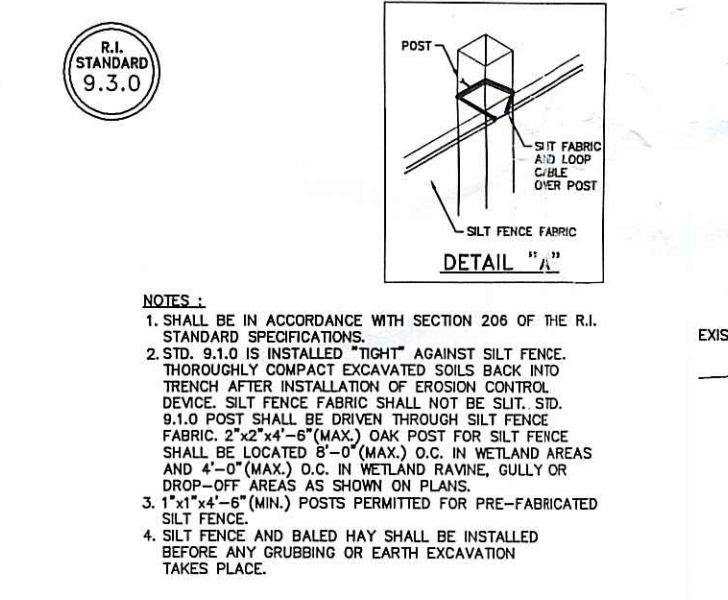 R.I.
STANDARD
9.3.0
POST
SLIT FABRIC
AND LOOP
CABLE
OVER POST
SILT FENCE FABRIC
DETAIL "A"
NOTES :
1. SHALL BE IN ACCORDANCE WITH SECTION 206 OF THE R.I.
STANDARD SPECIFICATIONS.
2. STD. 9.1.0 IS INSTALLED "TIGHT" AGAINST SILT FENCE.
THOROUGHLY COMPACT EXCAVATED SOILS BACK INTO
TRENCH AFTER INSTALLATION OF EROSION CONTROL
DEVICE. SILT FENCE FABRIC SHALL NOT BE SLIT. STD.
9.1.0 POST SHALL BE DRIVEN THROUGH SILT FENCE
FABRIC. 2"x2"x4'-6"(MAX.) OAK POST FOR SILT FENCE
SHALL BE LOCATED 8'-0"(MAX.) O.C. IN WETLAND AREAS
AND 4'-0"(MAX.) O.C. IN WETLAND RAVINE, GULLY OR
DROP-OFF AREAS AS SHOWN ON PLANS.
3. 1"x1"x4'-6"(MIN.) POSTS PERMITTED FOR PRE-FABRICATED
SILT FENCE.
4. SILT FENCE AND BALED HAY SHALL BE INSTALLED
BEFORE ANY GRUBBING OR EARTH EXCAVATION
TAKES PLACE.
EXIS